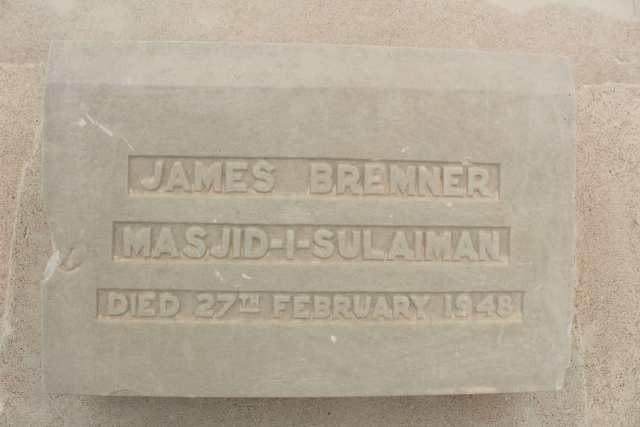 JAMES BREMNER
MASJID-I-SULAIMAN
DIED 27TH FEBRUARY 1948